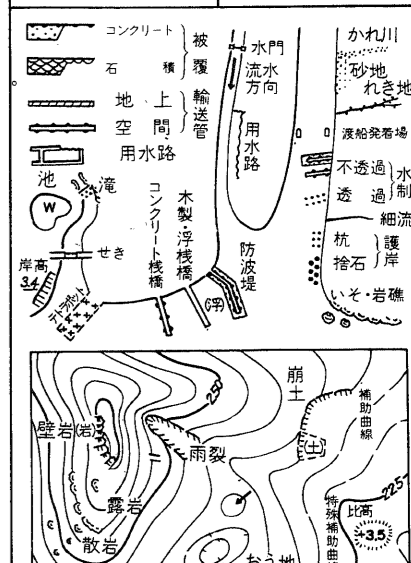 コンクリート
石積
被覆
地上
空間
輸送管
用水路
池
滝
W
せき
岸高
3.4
テトラポット
コンクリート桟橋
木製・浮桟橋
水門
流水方向
用水路
防波堤
(浮)
かれ川
砂地
れき地
渡船発着場
不透過
透過
水制
細流
杭
捨石
護岸
いそ・岩礁
壁岩
(岩)
露岩
散岩
250
雨裂
崩土
(土)
補助曲線
特殊補助曲線
225
比高
+3.5
おう地